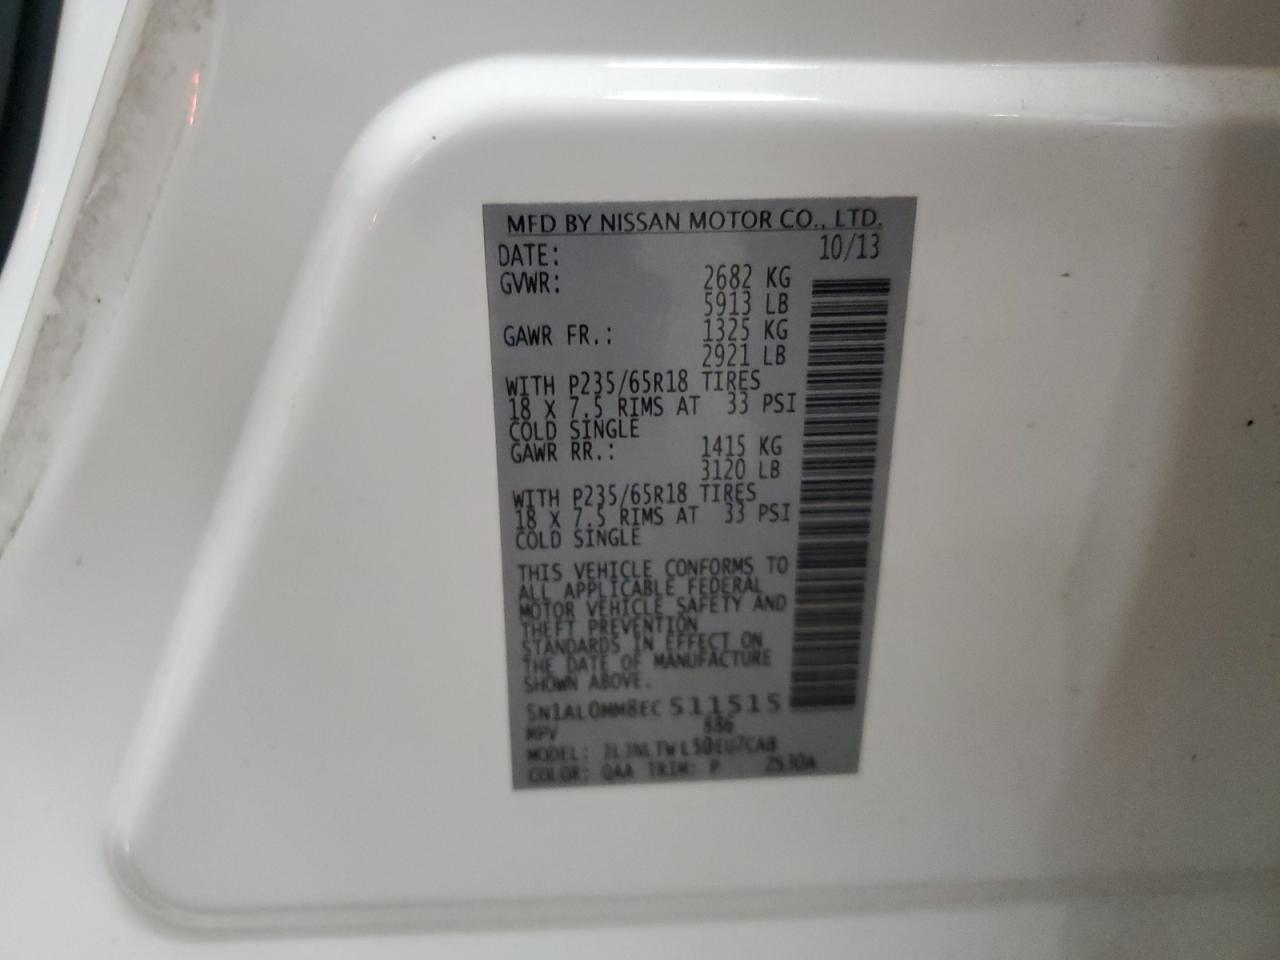 MFD BY NISSAN MOTOR CO., LTD.
DATE: 10/13
GVWR: 2682 KG
5913 LB
GAWR FR.: 1325 KG
2921 LB
WITH P235/65R18 TIRES
18 X 7.5 RIMS AT 33 PSI
COLD SINGLE
GAWR RR.: 1415 KG
3120 LB
WITH P235/65R18 TIRES
18 X 7.5 RIMS AT 33 PSI
COLD SINGLE
THIS VEHICLE CONFORMS TO
ALL APPLICABLE FEDERAL
MOTOR VEHICLE SAFETY AND
THEFT PREVENTION
STANDARDS IN EFFECT ON
THE DATE OF MANUFACTURE
SHOWN ABOVE.
5N1AL0MM8EC 511515
MPV
MODEL:
COLOR: QAA TRIM: P